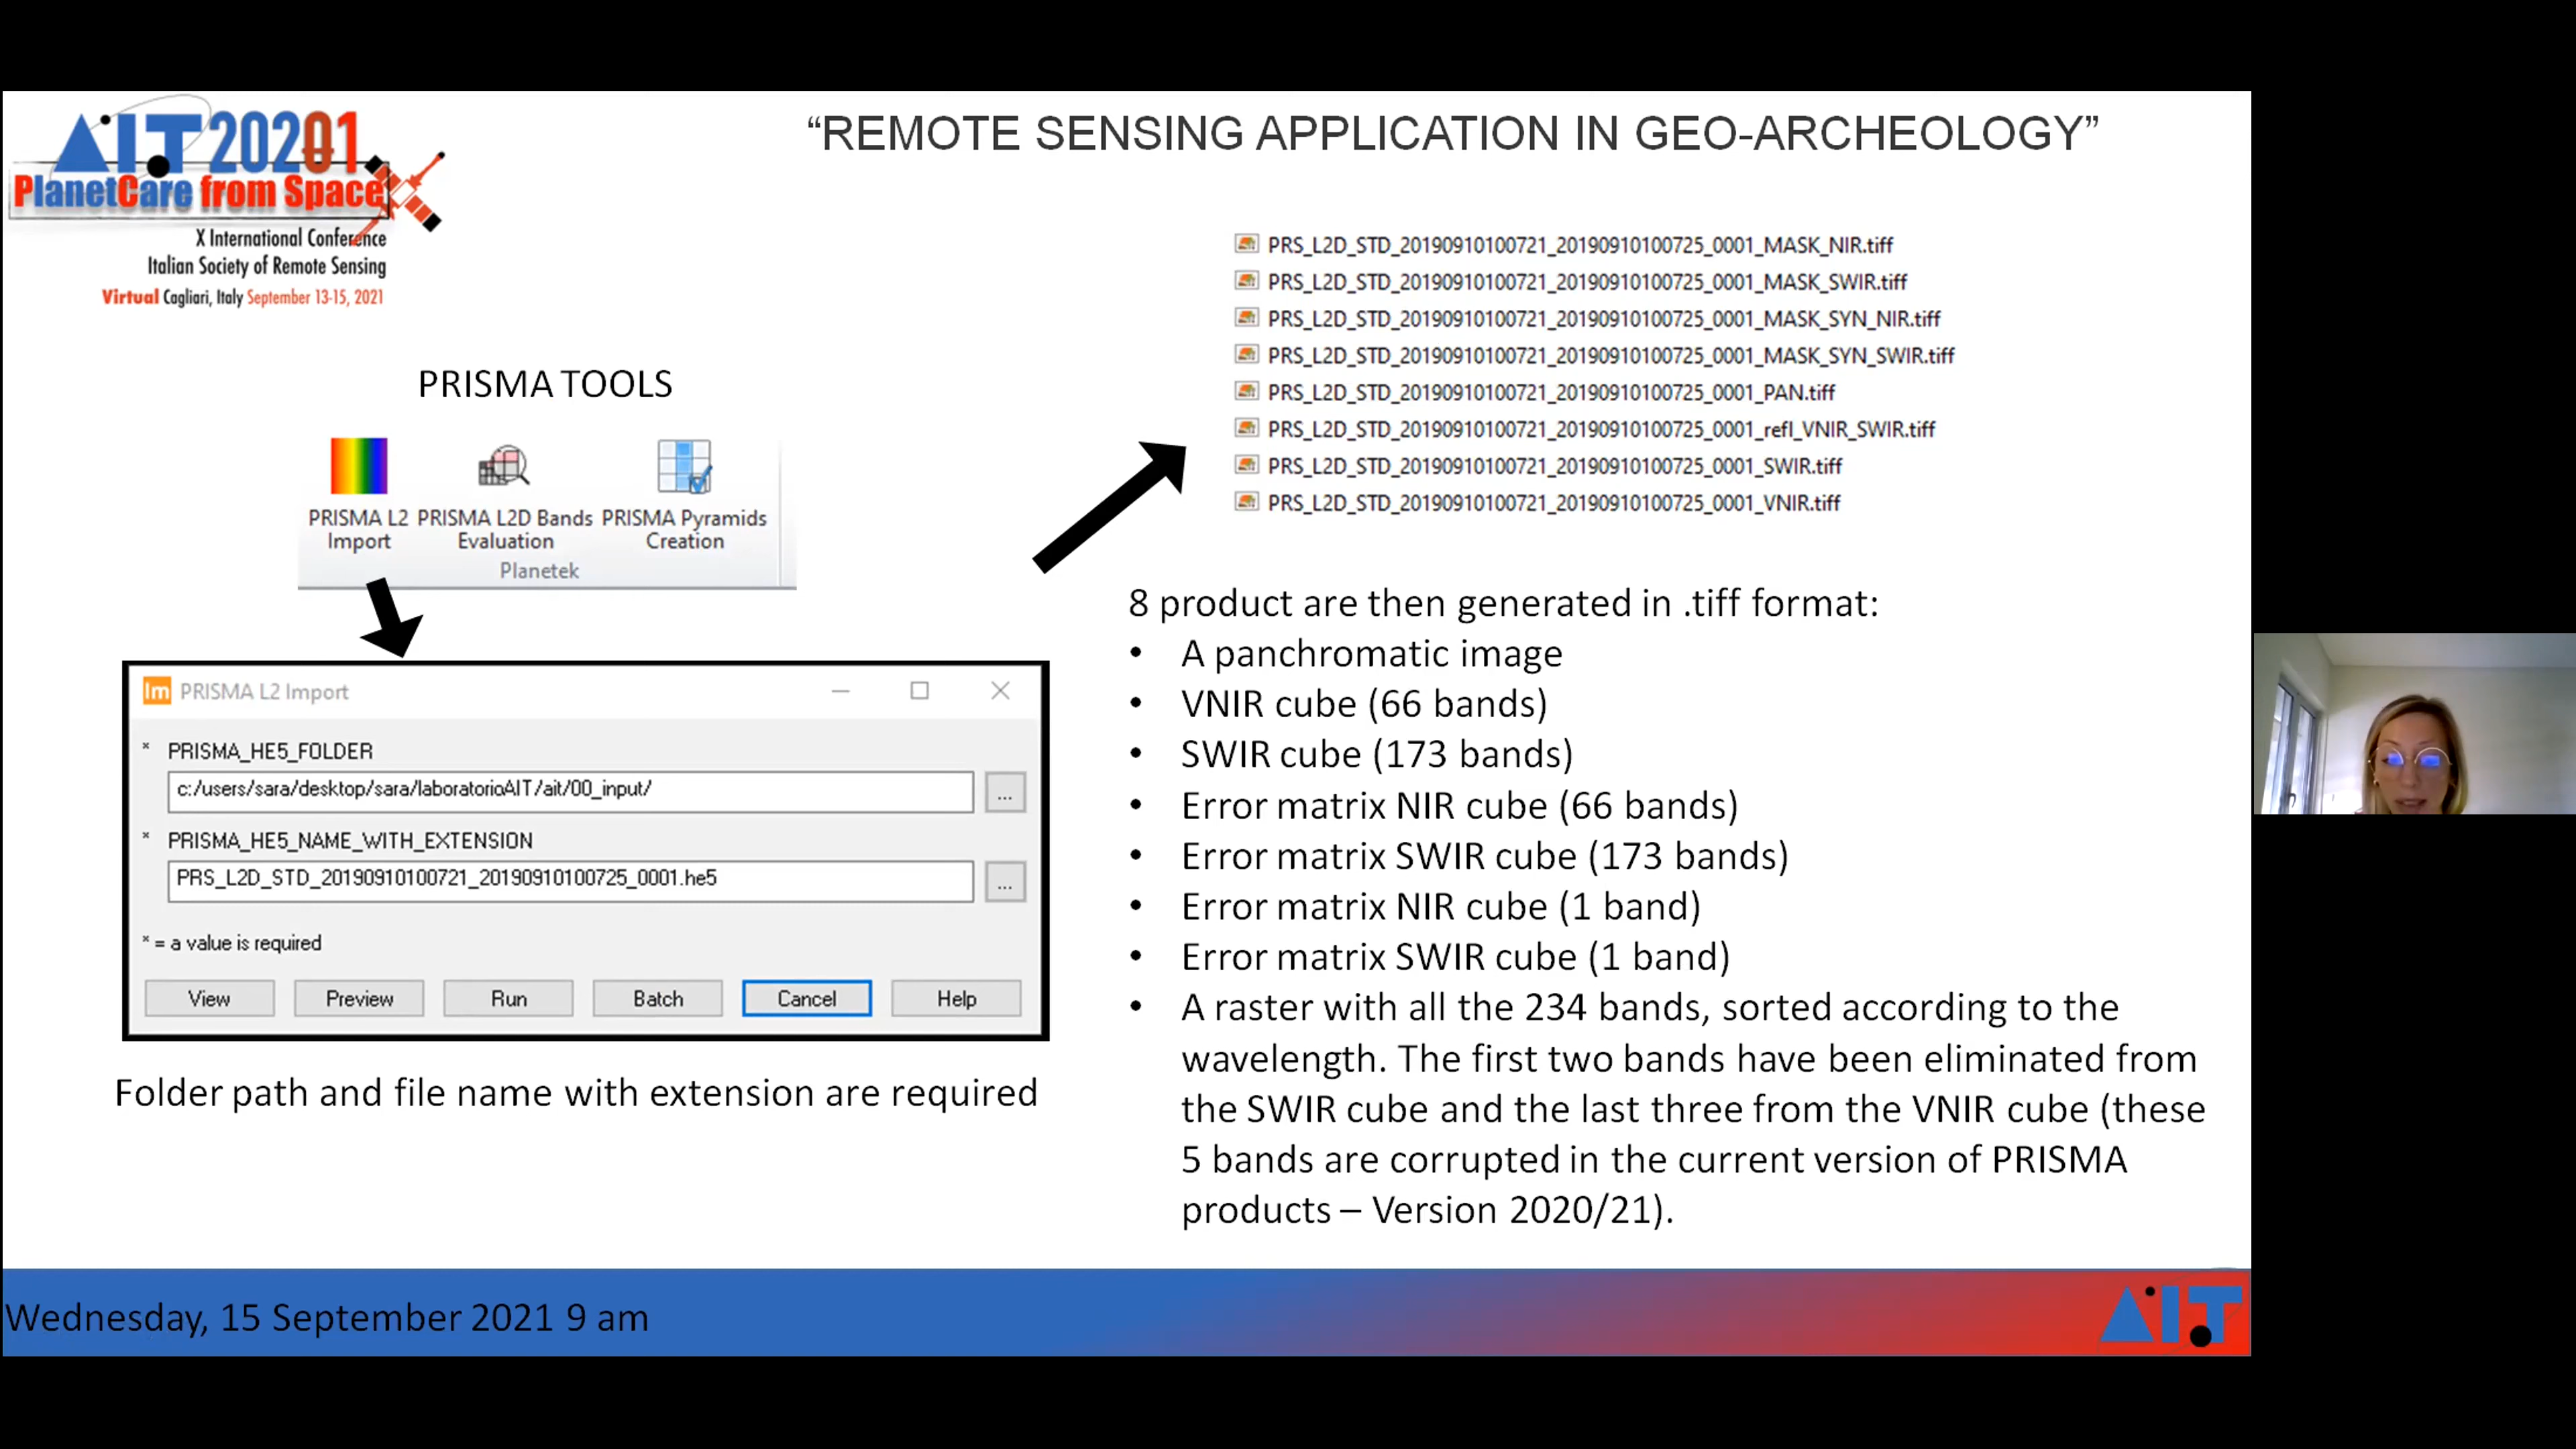 AIT 20201
PlanetCare from Space
X International Conference
Italian Society of Remote Sensing
Virtual Cagliari, Italy September 13-15, 2021
“REMOTE SENSING APPLICATION IN GEO-ARCHEOLOGY”
PRISMA TOOLS
PRISMA L2 Import
PRISMA L2D Bands Evaluation
PRISMA Pyramids Creation
Planetek
Im PRISMA L2 Import
* PRISMA_HE5_FOLDER
c:/users/sara/desktop/sara/laboratorioAIT/ait/00_input/
...
* PRISMA_HE5_NAME_WITH_EXTENSION
PRS_L2D_STD_20190910100721_20190910100725_0001.he5
...
* = a value is required
View Preview Run Batch Cancel Help
Folder path and file name with extension are required
PRS_L2D_STD_20190910100721_20190910100725_0001_MASK_NIR.tiff
PRS_L2D_STD_20190910100721_20190910100725_0001_MASK_SWIR.tiff
PRS_L2D_STD_20190910100721_20190910100725_0001_MASK_SYN_NIR.tiff
PRS_L2D_STD_20190910100721_20190910100725_0001_MASK_SYN_SWIR.tiff
PRS_L2D_STD_20190910100721_20190910100725_0001_PAN.tiff
PRS_L2D_STD_20190910100721_20190910100725_0001_refl_VNIR_SWIR.tiff
PRS_L2D_STD_20190910100721_20190910100725_0001_SWIR.tiff
PRS_L2D_STD_20190910100721_20190910100725_0001_VNIR.tiff
8 product are then generated in .tiff format:
• A panchromatic image
• VNIR cube (66 bands)
• SWIR cube (173 bands)
• Error matrix NIR cube (66 bands)
• Error matrix SWIR cube (173 bands)
• Error matrix NIR cube (1 band)
• Error matrix SWIR cube (1 band)
• A raster with all the 234 bands, sorted according to the
wavelength. The first two bands have been eliminated from
the SWIR cube and the last three from the VNIR cube (these
5 bands are corrupted in the current version of PRISMA
products – Version 2020/21).
Wednesday, 15 September 2021 9 am
AIT